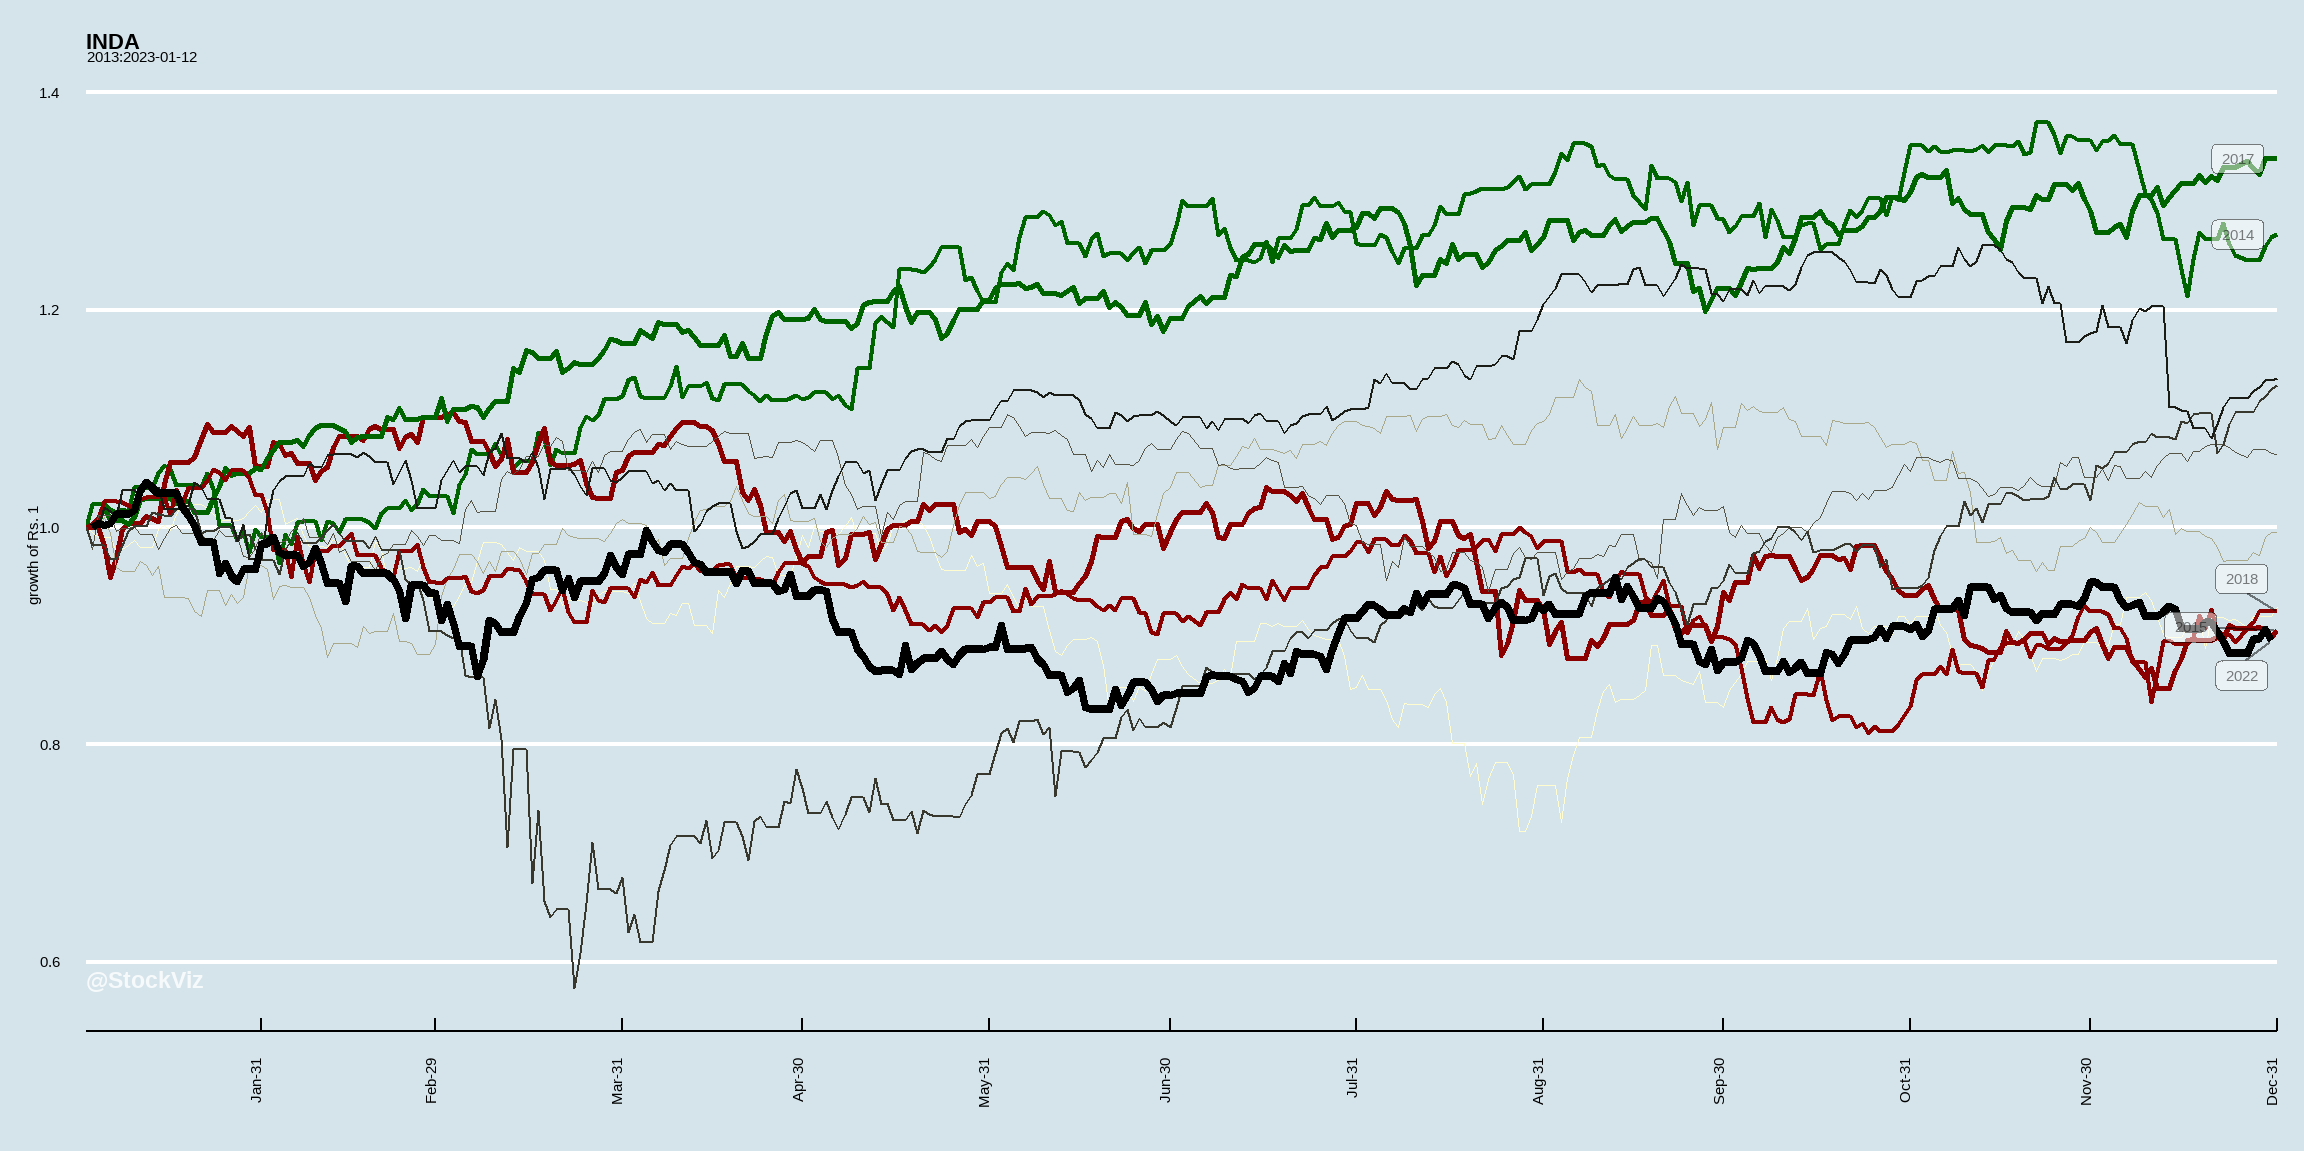 INDA
2013:2023-01-12
growth of Rs. 1
1.4
1.2
1.0
0.8
0.6
2017
2014
2018
2015
2022
@StockViz
Jan-31
Feb-29
Mar-31
Apr-30
May-31
Jun-30
Jul-31
Aug-31
Sep-30
Oct-31
Nov-30
Dec-31